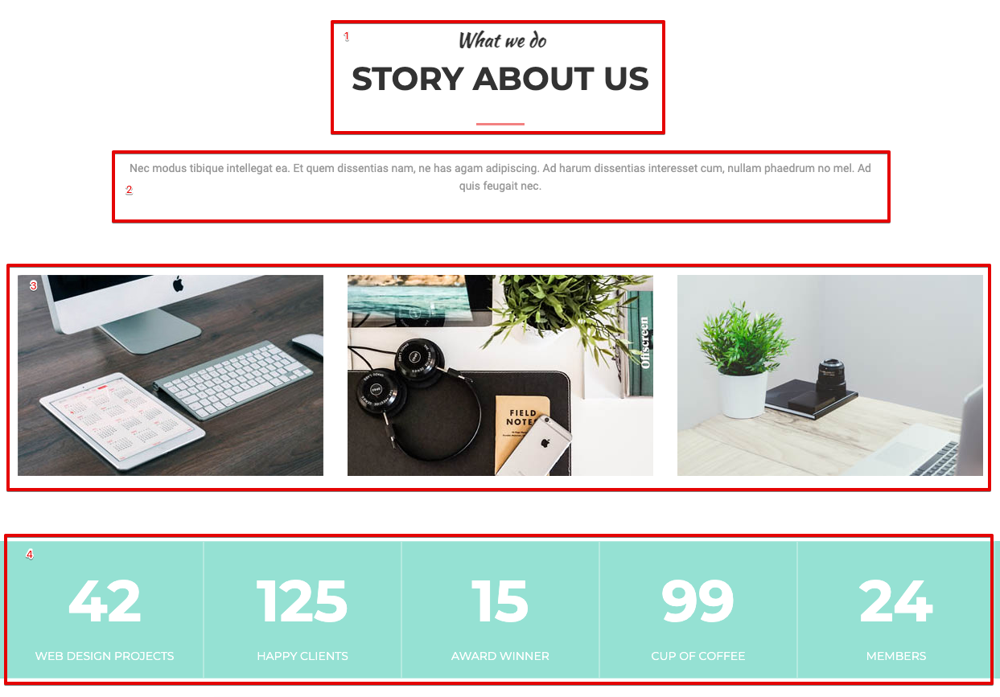 1
What we do
STORY ABOUT US
Nec modus tibique intellegat ea. Et quem dissentias nam, ne has agam adipiscing. Ad harum dissentias interesset cum, nullam phaedrum no mel. Ad
2
quis feugait nec.
3
Offscreen
FIELD
NOTES
4
42
125
15
99
24
WEB DESIGN PROJECTS
HAPPY CLIENTS
AWARD WINNER
CUP OF COFFEE
MEMBERS